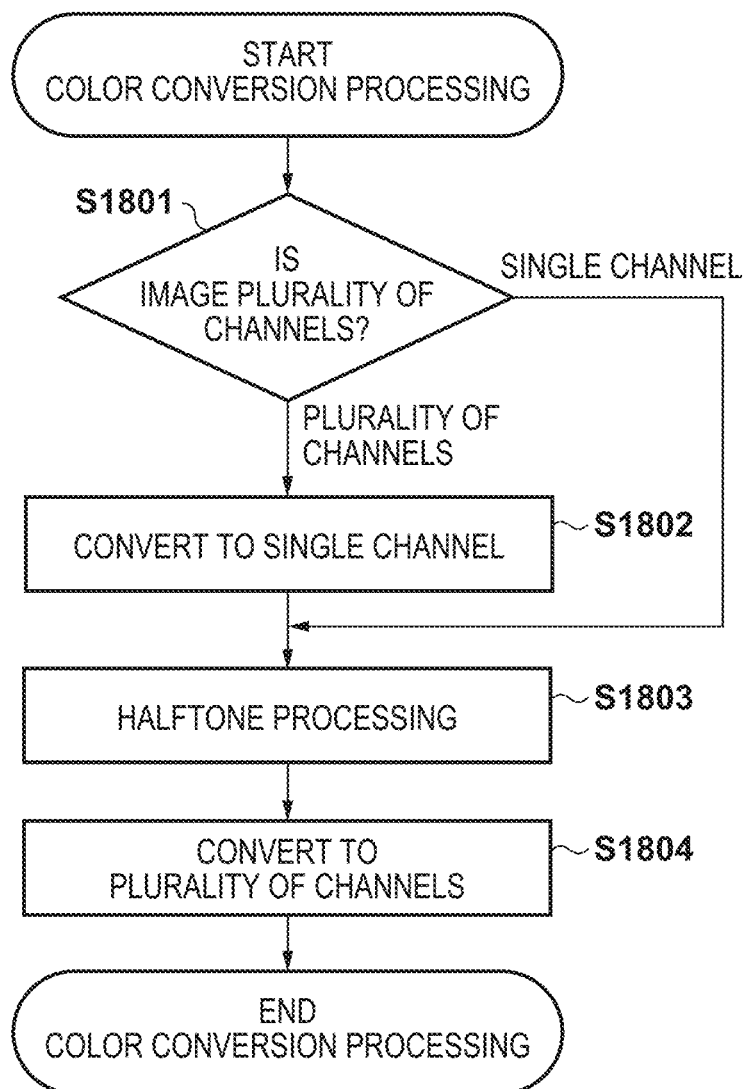 START
COLOR CONVERSION PROCESSING
S1801
IS
IMAGE PLURALITY OF
CHANNELS?
SINGLE CHANNEL
PLURALITY OF
CHANNELS
CONVERT TO SINGLE CHANNEL
S1802
HALFTONE PROCESSING
S1803
CONVERT TO
PLURALITY OF CHANNELS
S1804
END
COLOR CONVERSION PROCESSING